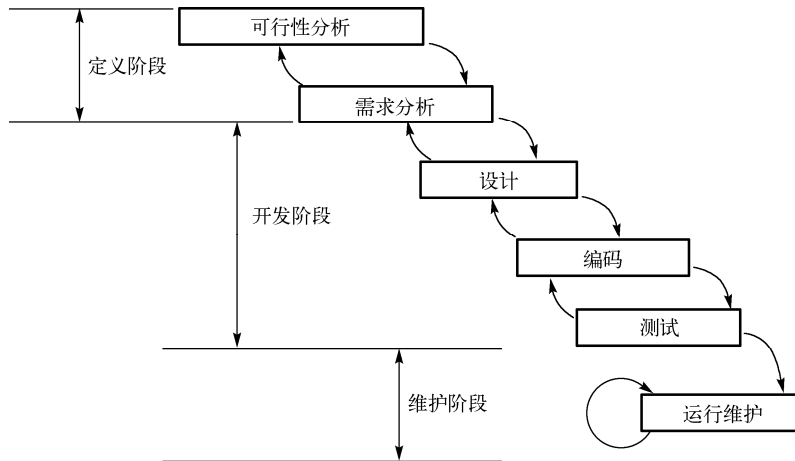 可行性分析
定义阶段
需求分析
设计
开发阶段
编码
测试
维护阶段
运行维护